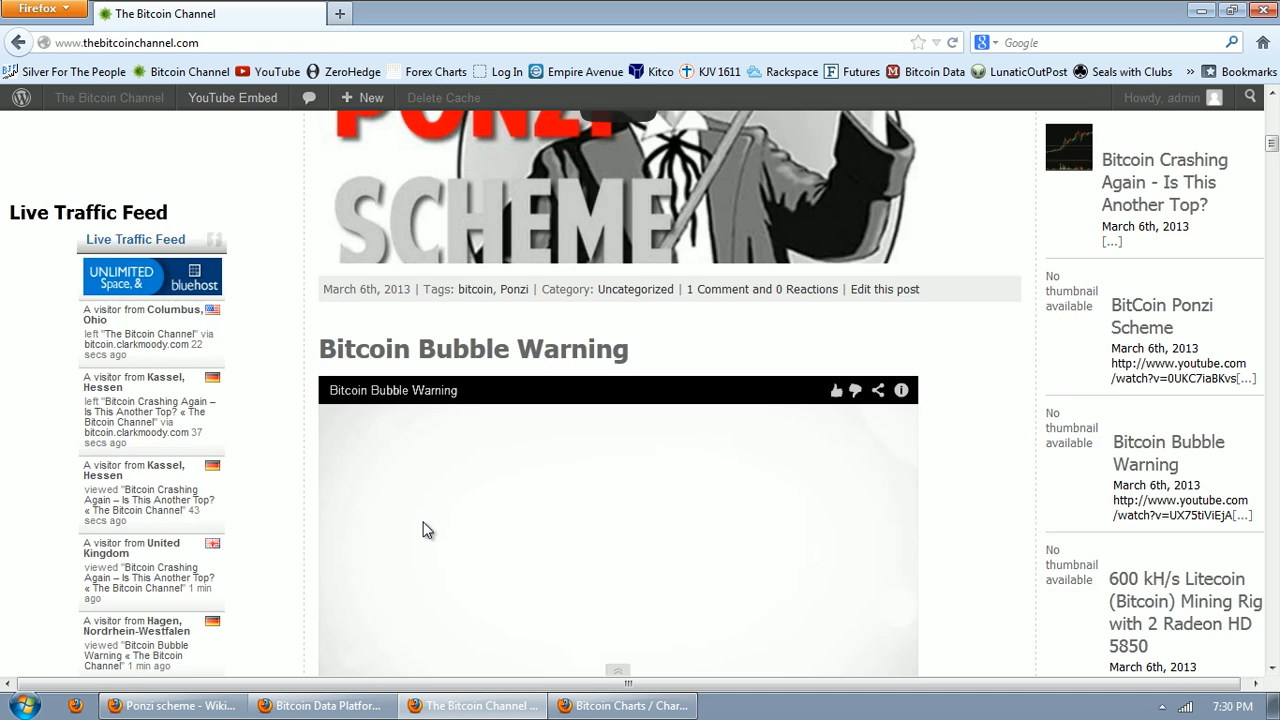 Firefox
The Bitcoin Channel
www.thebitcoinchannel.com
Google
Silver For The People
Bitcoin Channel
YouTube
ZeroHedge
Forex Charts
Log In
Empire Avenue
Kitco
KJV 1611
Rackspace
Futures
Bitcoin Data
LunaticOutPost
Seals with Clubs
»
Bookmarks
The Bitcoin Channel
YouTube Embed
+ New
Delete Cache
Howdy, admin
PONZI
SCHEME
March 6th, 2013 | Tags: bitcoin, Ponzi | Category: Uncategorized | 1 Comment and 0 Reactions | Edit this post
Bitcoin Bubble Warning
Bitcoin Bubble Warning
Live Traffic Feed
Live Traffic Feed
UNLIMITED
Space, &
bluehost
A visitor from Columbus,
Ohio
left "The Bitcoin Channel" via
bitcoin.clarkmoody.com 22
secs ago
A visitor from Kassel,
Hessen
left "Bitcoin Crashing Again –
Is This Another Top? « The
Bitcoin Channel" via
bitcoin.clarkmoody.com 37
secs ago
A visitor from Kassel,
Hessen
viewed "Bitcoin Crashing
Again – Is This Another Top?
« The Bitcoin Channel" 43
secs ago
A visitor from United
Kingdom
viewed "Bitcoin Crashing
Again – Is This Another Top?
« The Bitcoin Channel" 1 min
ago
A visitor from Hagen,
Nordrhein-Westfalen
viewed "Bitcoin Bubble
Warning « The Bitcoin
Channel" 1 min ago
Bitcoin Crashing
Again - Is This
Another Top?
March 6th, 2013
[...]
No
thumbnail
available
BitCoin Ponzi
Scheme
March 6th, 2013
http://www.youtube.com
/watch?v=0UKC7iaBKvs[...]
No
thumbnail
available
Bitcoin Bubble
Warning
March 6th, 2013
http://www.youtube.com
/watch?v=UX75tiViEjA[...]
No
thumbnail
available
600 kH/s Litecoin
(Bitcoin) Mining Rig
with 2 Radeon HD
5850
March 6th, 2013
Ponzi scheme - Wiki...
Bitcoin Data Platfor...
The Bitcoin Channel ...
Bitcoin Charts / Char...
7:30 PM